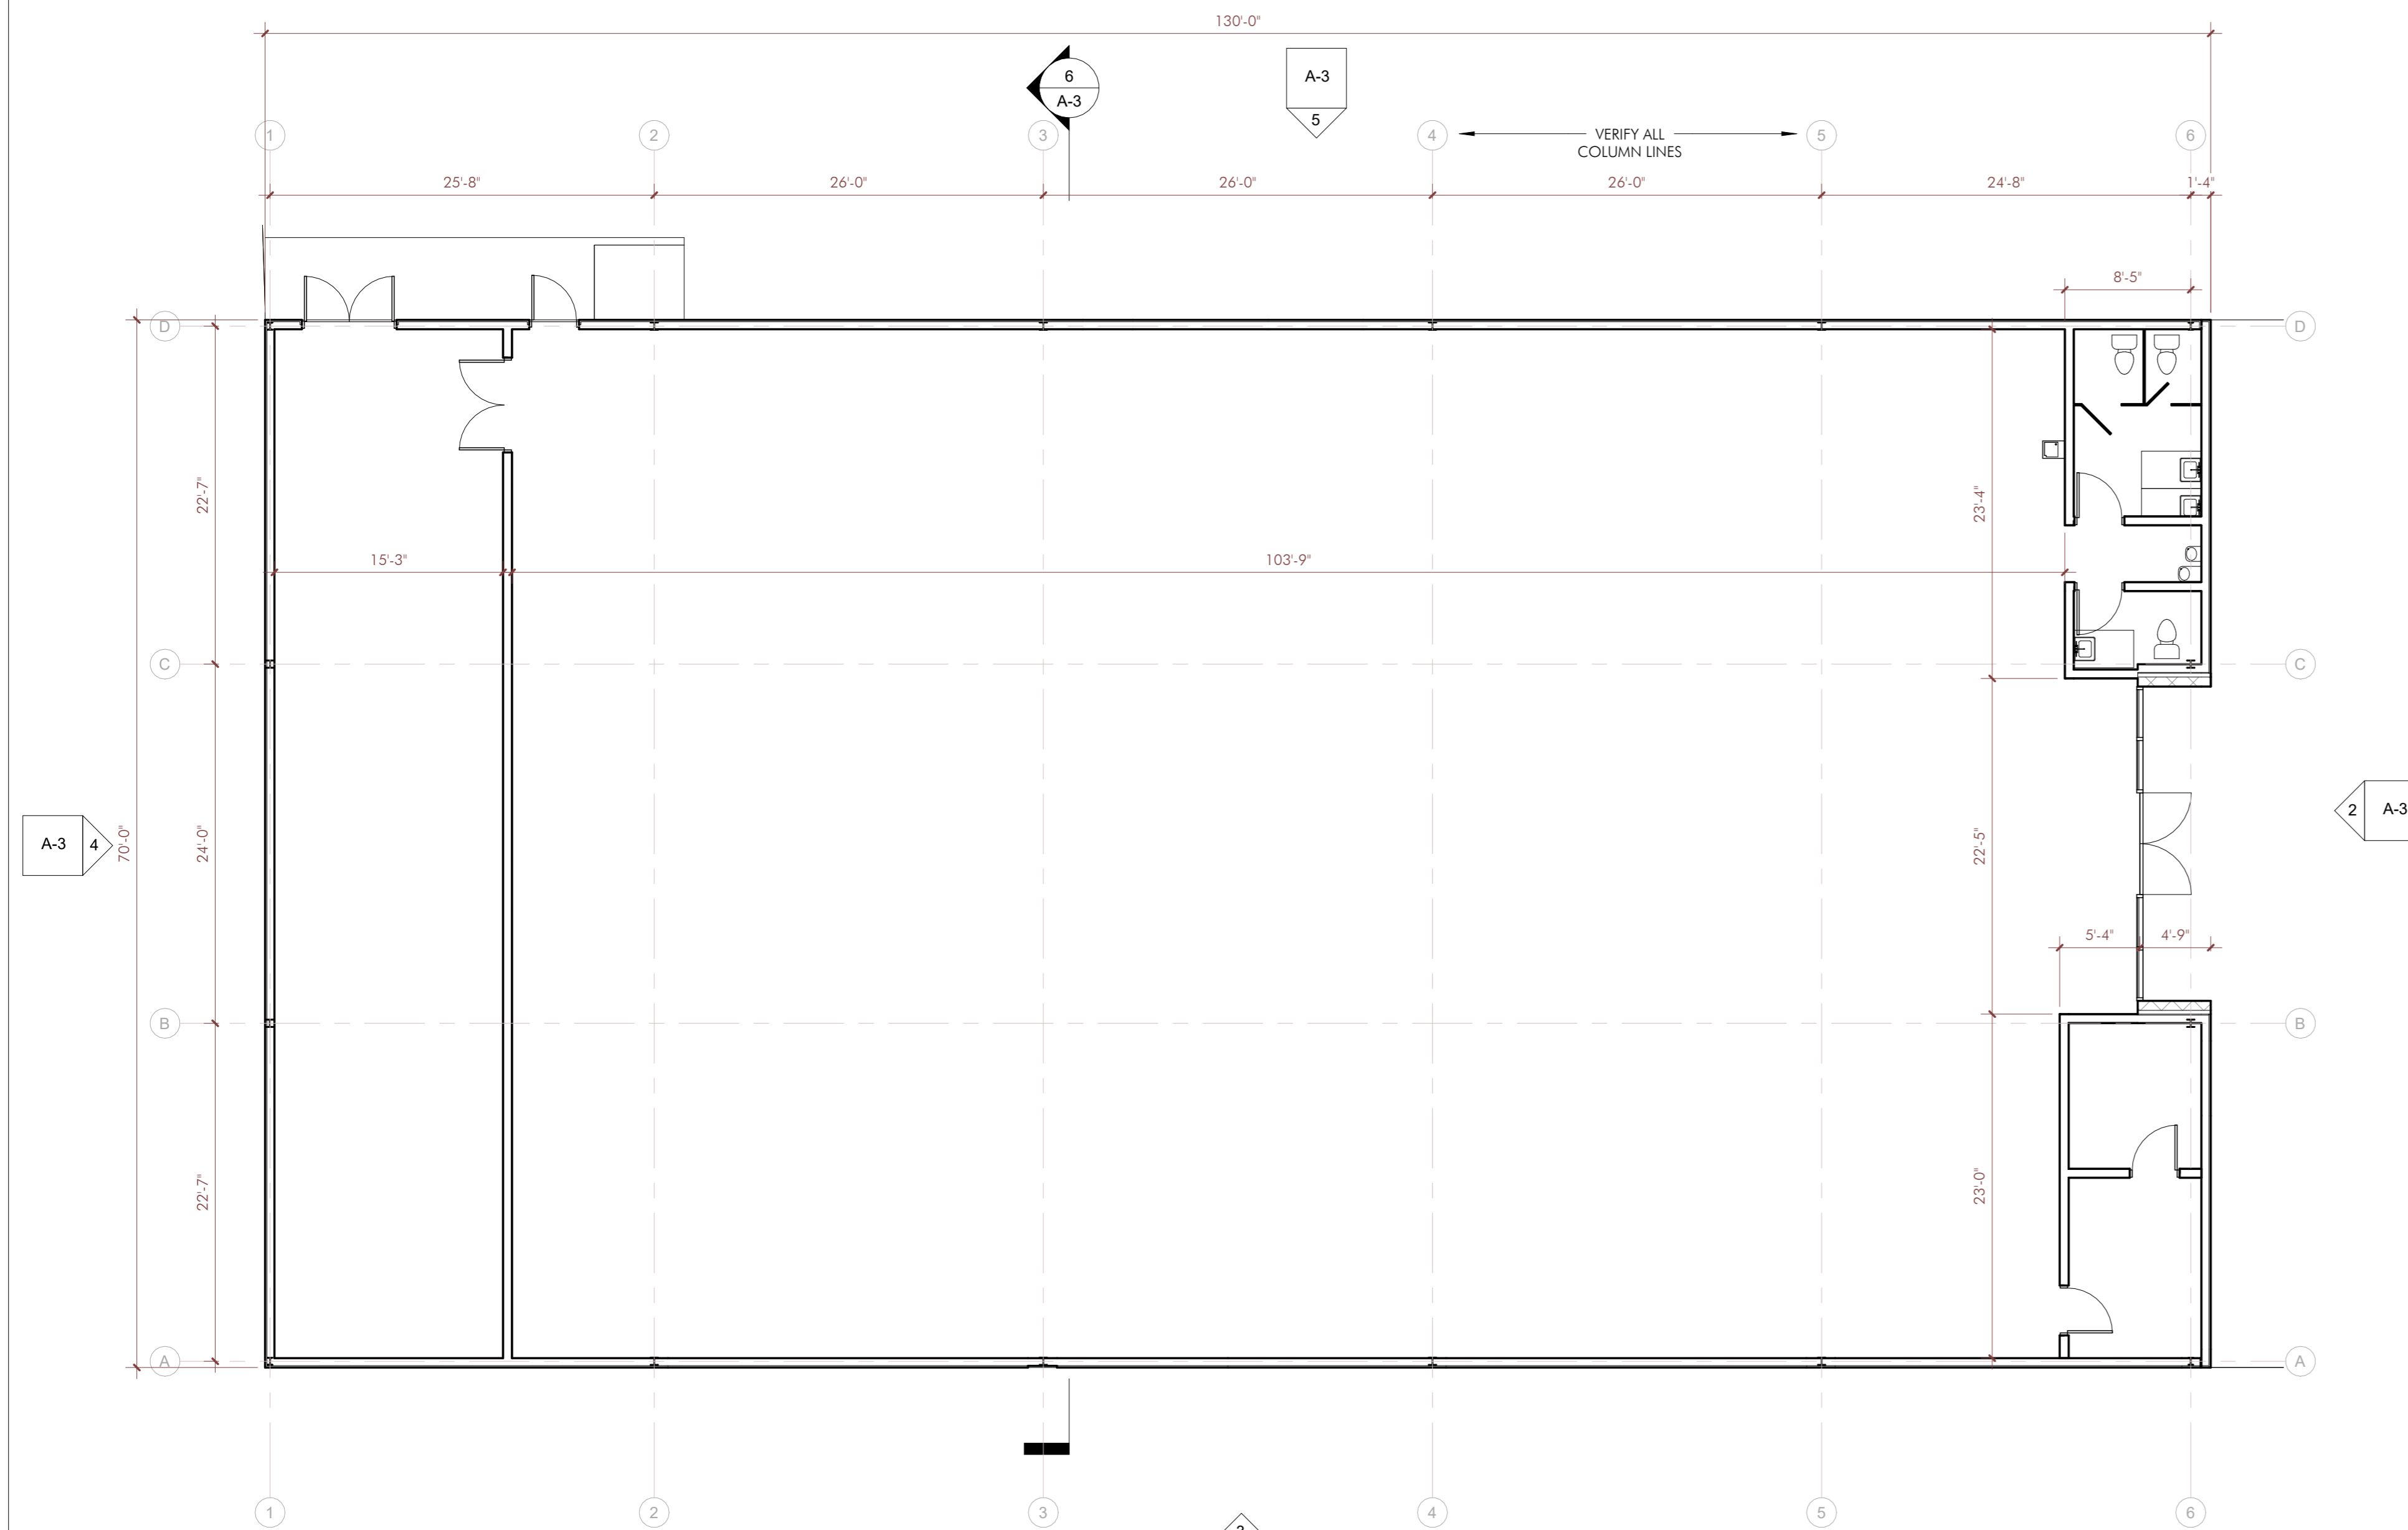 130'-0"
6
A-3
A-3
5
1
2
3
4
VERIFY ALL
COLUMN LINES
5
6
25'-8"
26'-0"
26'-0"
26'-0"
24'-8"
1'-4"
8'-5"
D
D
22'-7"
23'-4"
15'-3"
103'-9"
C
C
A-3
4
70'-0"
24'-0"
22'-5"
2
A-3
5'-4"
4'-9"
B
B
22'-7"
23'-0"
A
A
1
2
3
4
5
6